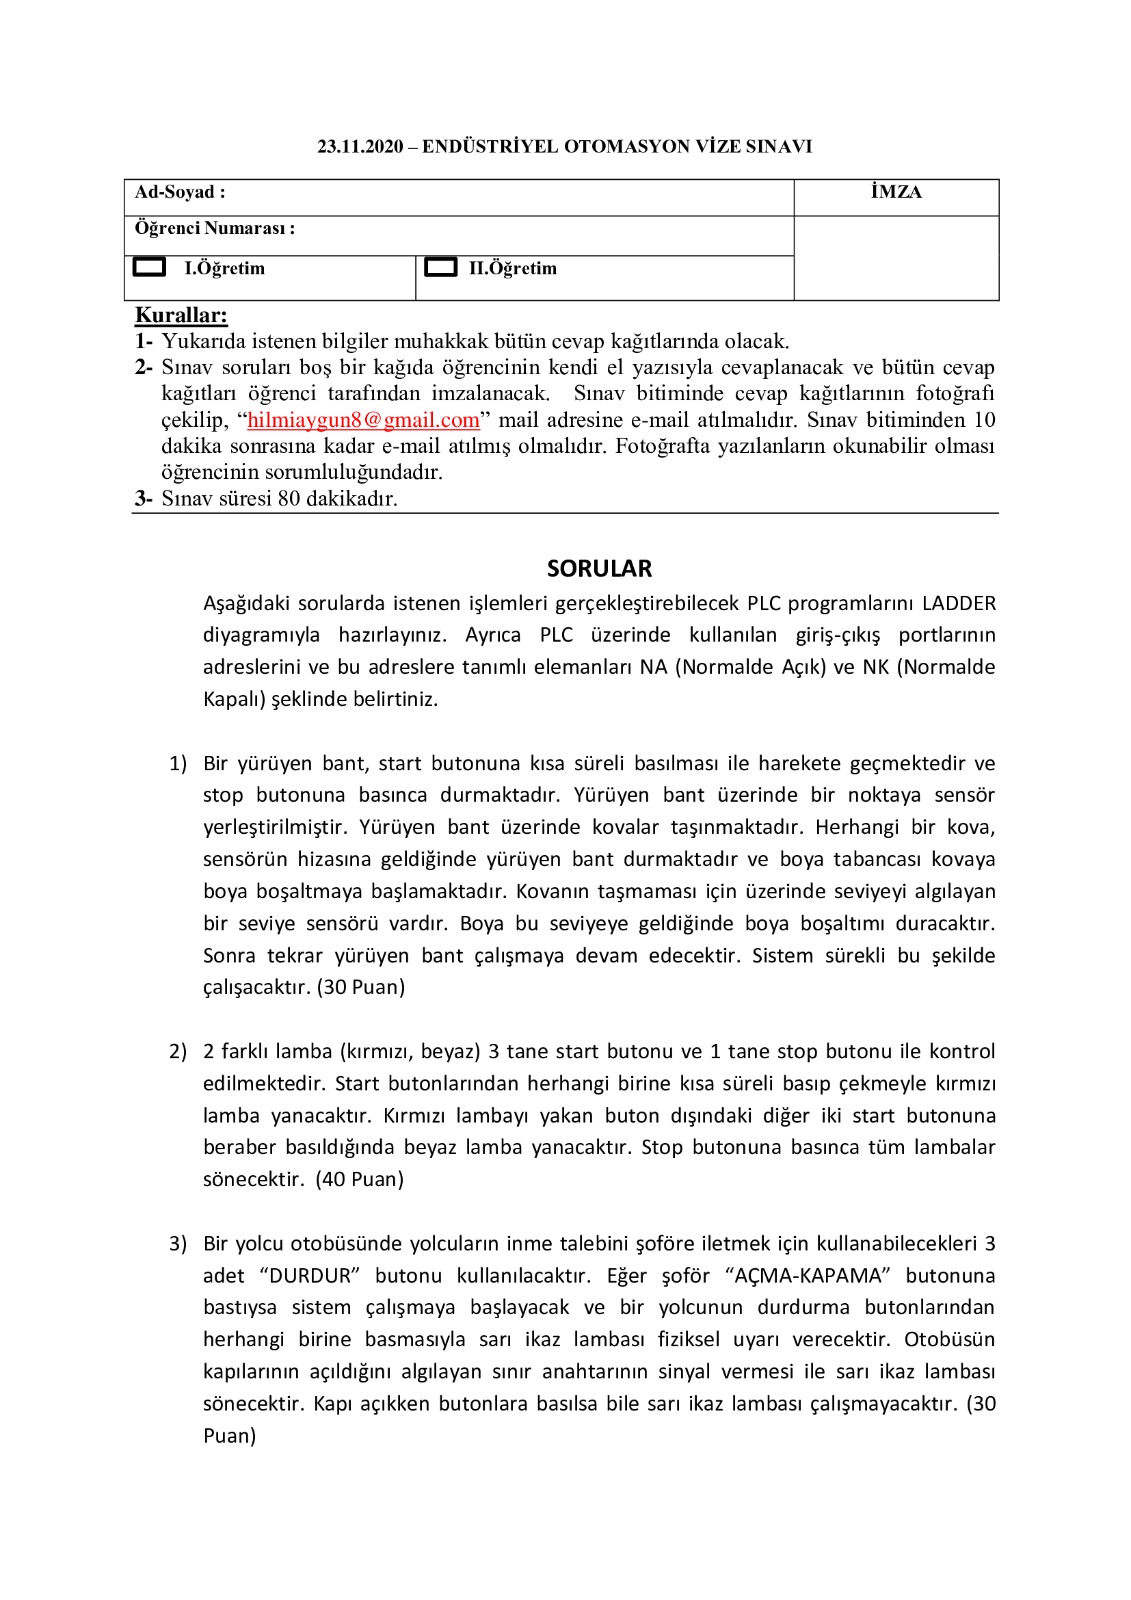 23.11.2020 – ENDÜSTRİYEL OTOMASYON VİZE SINAVI
Ad-Soyad :
İMZA
Öğrenci Numarası :
I.Öğretim
II.Öğretim
Kurallar:
1- Yukarıda istenen bilgiler muhakkak bütün cevap kağıtlarında olacak.
2- Sınav soruları boş bir kağıda öğrencinin kendi el yazısıyla cevaplanacak ve bütün cevap
kağıtları öğrenci tarafından imzalanacak. Sınav bitiminde cevap kağıtlarının fotoğrafı
çekilip, “hilmiaygun8@gmail.com” mail adresine e-mail atılmalıdır. Sınav bitiminden 10
dakika sonrasına kadar e-mail atılmış olmalıdır. Fotoğrafta yazılanların okunabilir olması
öğrencinin sorumluluğundadır.
3- Sınav süresi 80 dakikadır.
SORULAR
Aşağıdaki sorularda istenen işlemleri gerçekleştirebilecek PLC programlarını LADDER
diyagramıyla hazırlayınız. Ayrıca PLC üzerinde kullanılan giriş-çıkış portlarının
adreslerini ve bu adreslere tanımlı elemanları NA (Normalde Açık) ve NK (Normalde
Kapalı) şeklinde belirtiniz.
1) Bir yürüyen bant, start butonuna kısa süreli basılması ile harekete geçmektedir ve
stop butonuna basınca durmaktadır. Yürüyen bant üzerinde bir noktaya sensör
yerleştirilmiştir. Yürüyen bant üzerinde kovalar taşınmaktadır. Herhangi bir kova,
sensörün hizasına geldiğinde yürüyen bant durmaktadır ve boya tabancası kovaya
boya boşaltmaya başlamaktadır. Kovanın taşmaması için üzerinde seviyeyi algılayan
bir seviye sensörü vardır. Boya bu seviyeye geldiğinde boya boşaltımı duracaktır.
Sonra tekrar yürüyen bant çalışmaya devam edecektir. Sistem sürekli bu şekilde
çalışacaktır. (30 Puan)
2) 2 farklı lamba (kırmızı, beyaz) 3 tane start butonu ve 1 tane stop butonu ile kontrol
edilmektedir. Start butonlarından herhangi birine kısa süreli basıp çekmeyle kırmızı
lamba yanacaktır. Kırmızı lambayı yakan buton dışındaki diğer iki start butonuna
beraber basıldığında beyaz lamba yanacaktır. Stop butonuna basınca tüm lambalar
sönecektir. (40 Puan)
3) Bir yolcu otobüsünde yolcuların inme talebini şoföre iletmek için kullanabilecekleri 3
adet “DURDUR” butonu kullanılacaktır. Eğer şoför “AÇMA-KAPAMA” butonuna
bastıysa sistem çalışmaya başlayacak ve bir yolcunun durdurma butonlarından
herhangi birine basmasıyla sarı ikaz lambası fiziksel uyarı verecektir. Otobüsün
kapılarının açıldığını algılayan sınır anahtarının sinyal vermesi ile sarı ikaz lambası
sönecektir. Kapı açıkken butonlara basılsa bile sarı ikaz lambası çalışmayacaktır. (30
Puan)